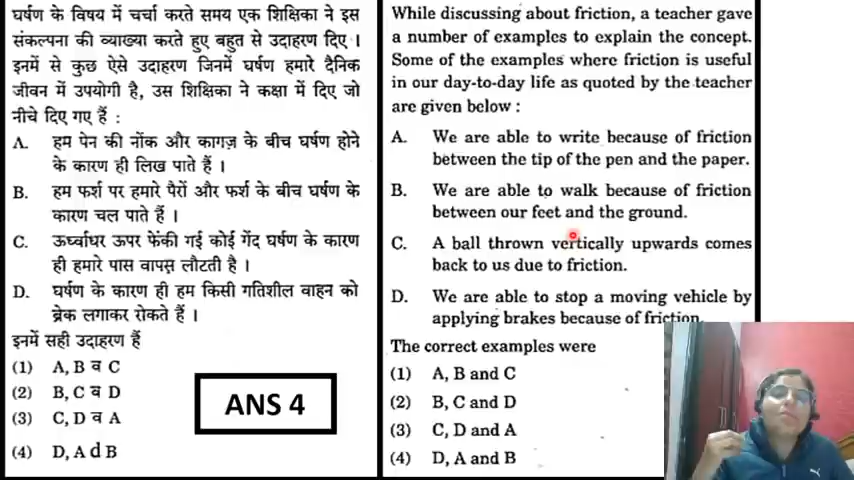 घर्षण के विषय में चर्चा करते समय एक शिक्षिका ने इस
संकल्पना की व्याख्या करते हुए बहुत से उदाहरण दिए ।
इनमें से कुछ ऐसे उदाहरण जिनमें घर्षण हमारे दैनिक
जीवन में उपयोगी है, उस शिक्षिका ने कक्षा में दिए जो
नीचे दिए गए हैं :
A. हम पेन की नोंक और कागज़ के बीच घर्षण होने
के कारण ही लिख पाते हैं ।
B. हम फर्श पर हमारे पैरों और फर्श के बीच घर्षण के
कारण चल पाते हैं ।
C. ऊर्ध्वाधर ऊपर फेंकी गई कोई गेंद घर्षण के कारण
ही हमारे पास वापस लौटती है ।
D. घर्षण के कारण ही हम किसी गतिशील वाहन को
ब्रेक लगाकर रोकते हैं ।
इनमें सही उदाहरण हैं
(1) A, B व C
(2) B, C व D
(3) C, D व A
(4) D, A d B
ANS 4
While discussing about friction, a teacher gave
a number of examples to explain the concept.
Some of the examples where friction is useful
in our day-to-day life as quoted by the teacher
are given below :
A. We are able to write because of friction
between the tip of the pen and the paper.
B. We are able to walk because of friction
between our feet and the ground.
C. A ball thrown vertically upwards comes
back to us due to friction.
D. We are able to stop a moving vehicle by
applying brakes because of friction.
The correct examples were
(1) A, B and C
(2) B, C and D
(3) C, D and A
(4) D, A and B